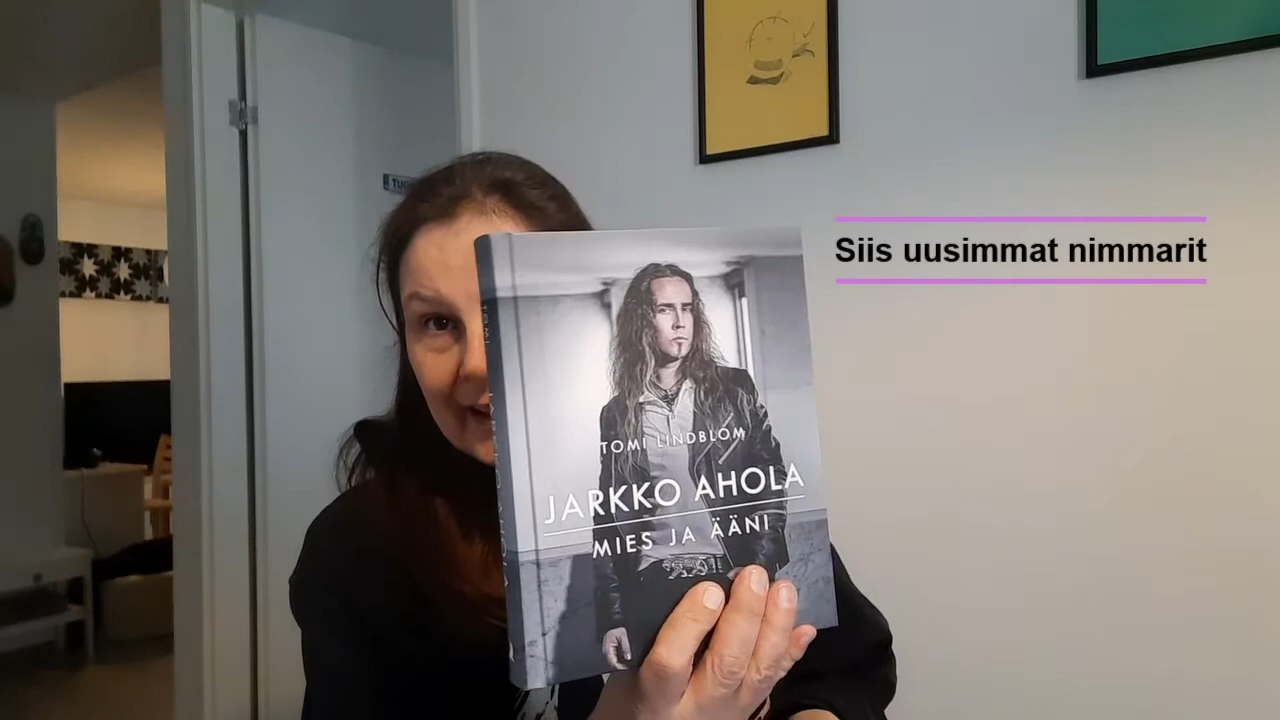 Siis uusimmat nimmarit
TOMI LINDBLOM
JARKKO AHOLA
MIES JA ÄÄNI